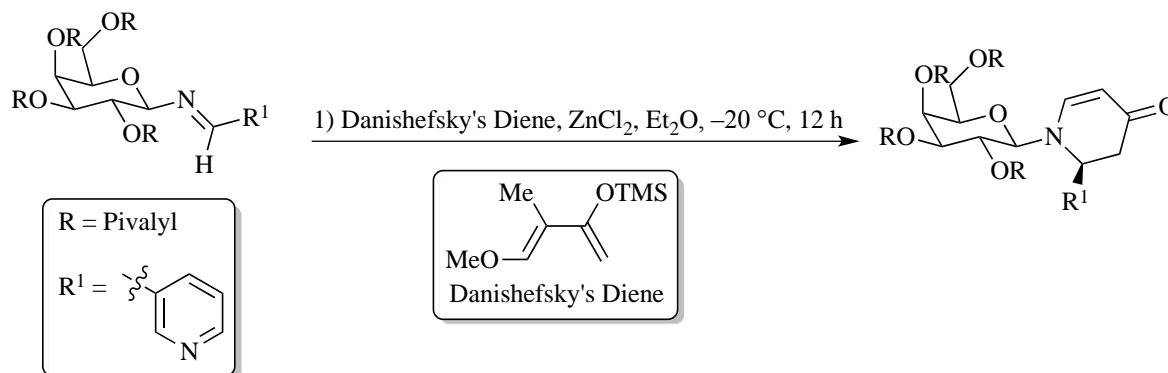 OR
OR
O
RO
N
OR
R¹
H
1) Danishefsky's Diene, ZnCl₂, Et₂O, –20 °C, 12 h
OR
OR
O
RO
N
OR
R¹
O
R = Pivalyl
R¹ =
N
Me
OTMS
MeO
Danishefsky's Diene